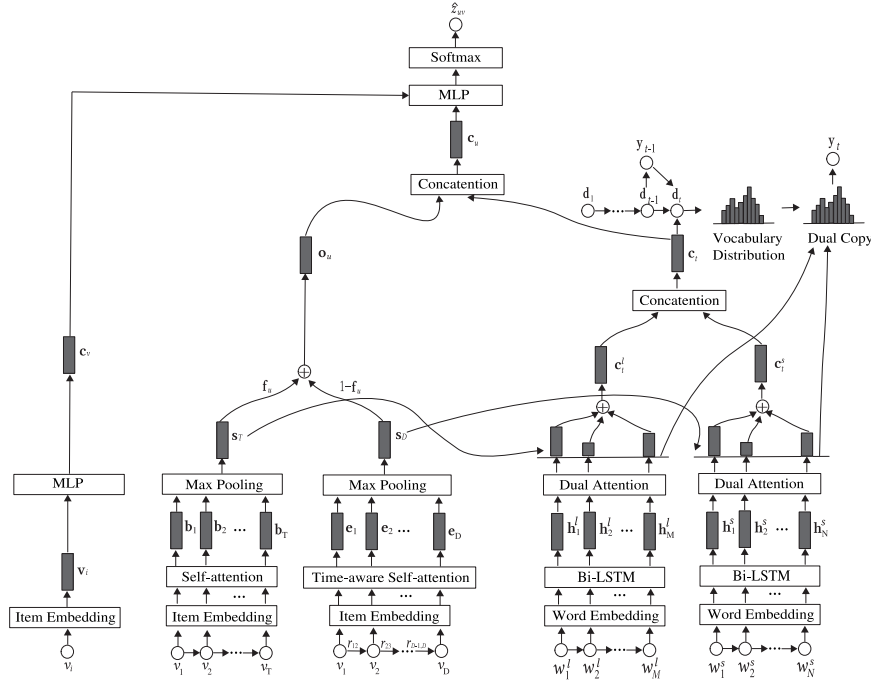 ẑ_uv
Softmax
MLP
c_u
Concatention
y_t-1
y_t
d_1 ... d_t-1 d_t
Vocabulary
Distribution
Dual Copy
o_u
c_t
Concatention
c_v
c_t^l
c_t^s
f_u
1-f_u
s_T
s_D
MLP
Max Pooling
Max Pooling
Dual Attention
Dual Attention
v_i
b_1 b_2 ... b_T
e_1 e_2 ... e_D
h_1^l h_2^l ... h_M^l
h_1^s h_2^s ... h_N^s
Self-attention
Time-aware Self-attention
Bi-LSTM
Bi-LSTM
... ... ... ...
Item Embedding
Item Embedding
Item Embedding
Word Embedding
Word Embedding
r_12 r_23 r_D-1,D
v_i
v_1 v_2 ... v_T
v_1 v_2 ... v_D
w_1^l w_2^l ... w_M^l
w_1^s w_2^s ... w_N^s